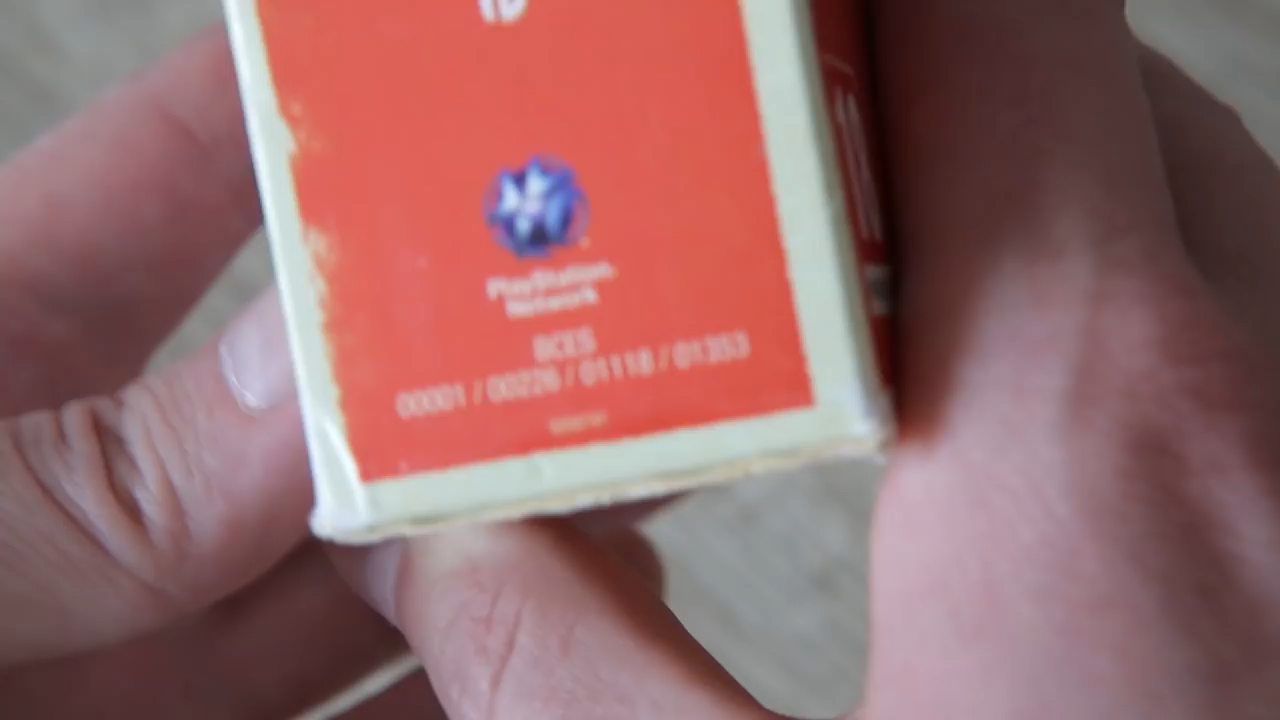 PlayStation
Network
BCES
00001 / 00226 / 01118 / 01353